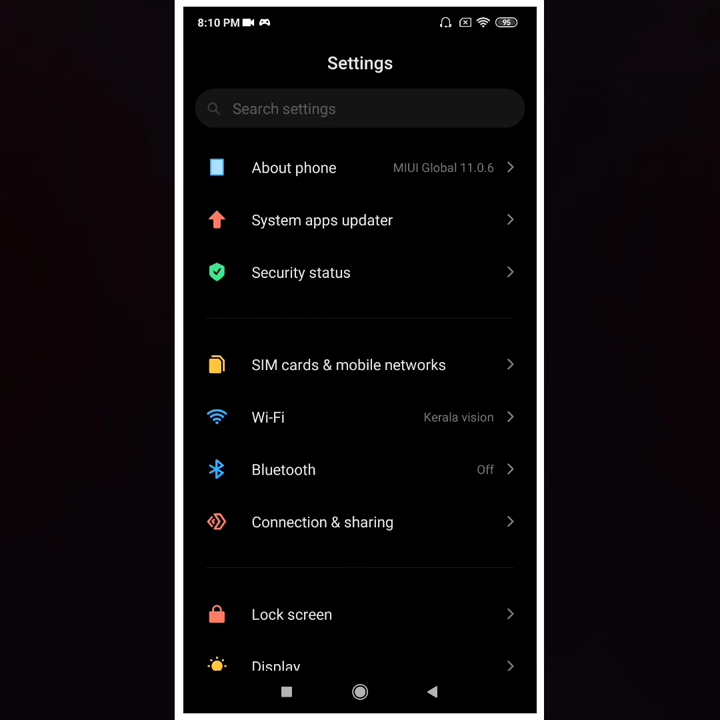 8:10 PM 95
Settings
Search settings
About phone MIUI Global 11.0.6
System apps updater
Security status
SIM cards & mobile networks
Wi-Fi Kerala vision
Bluetooth Off
Connection & sharing
Lock screen
Display